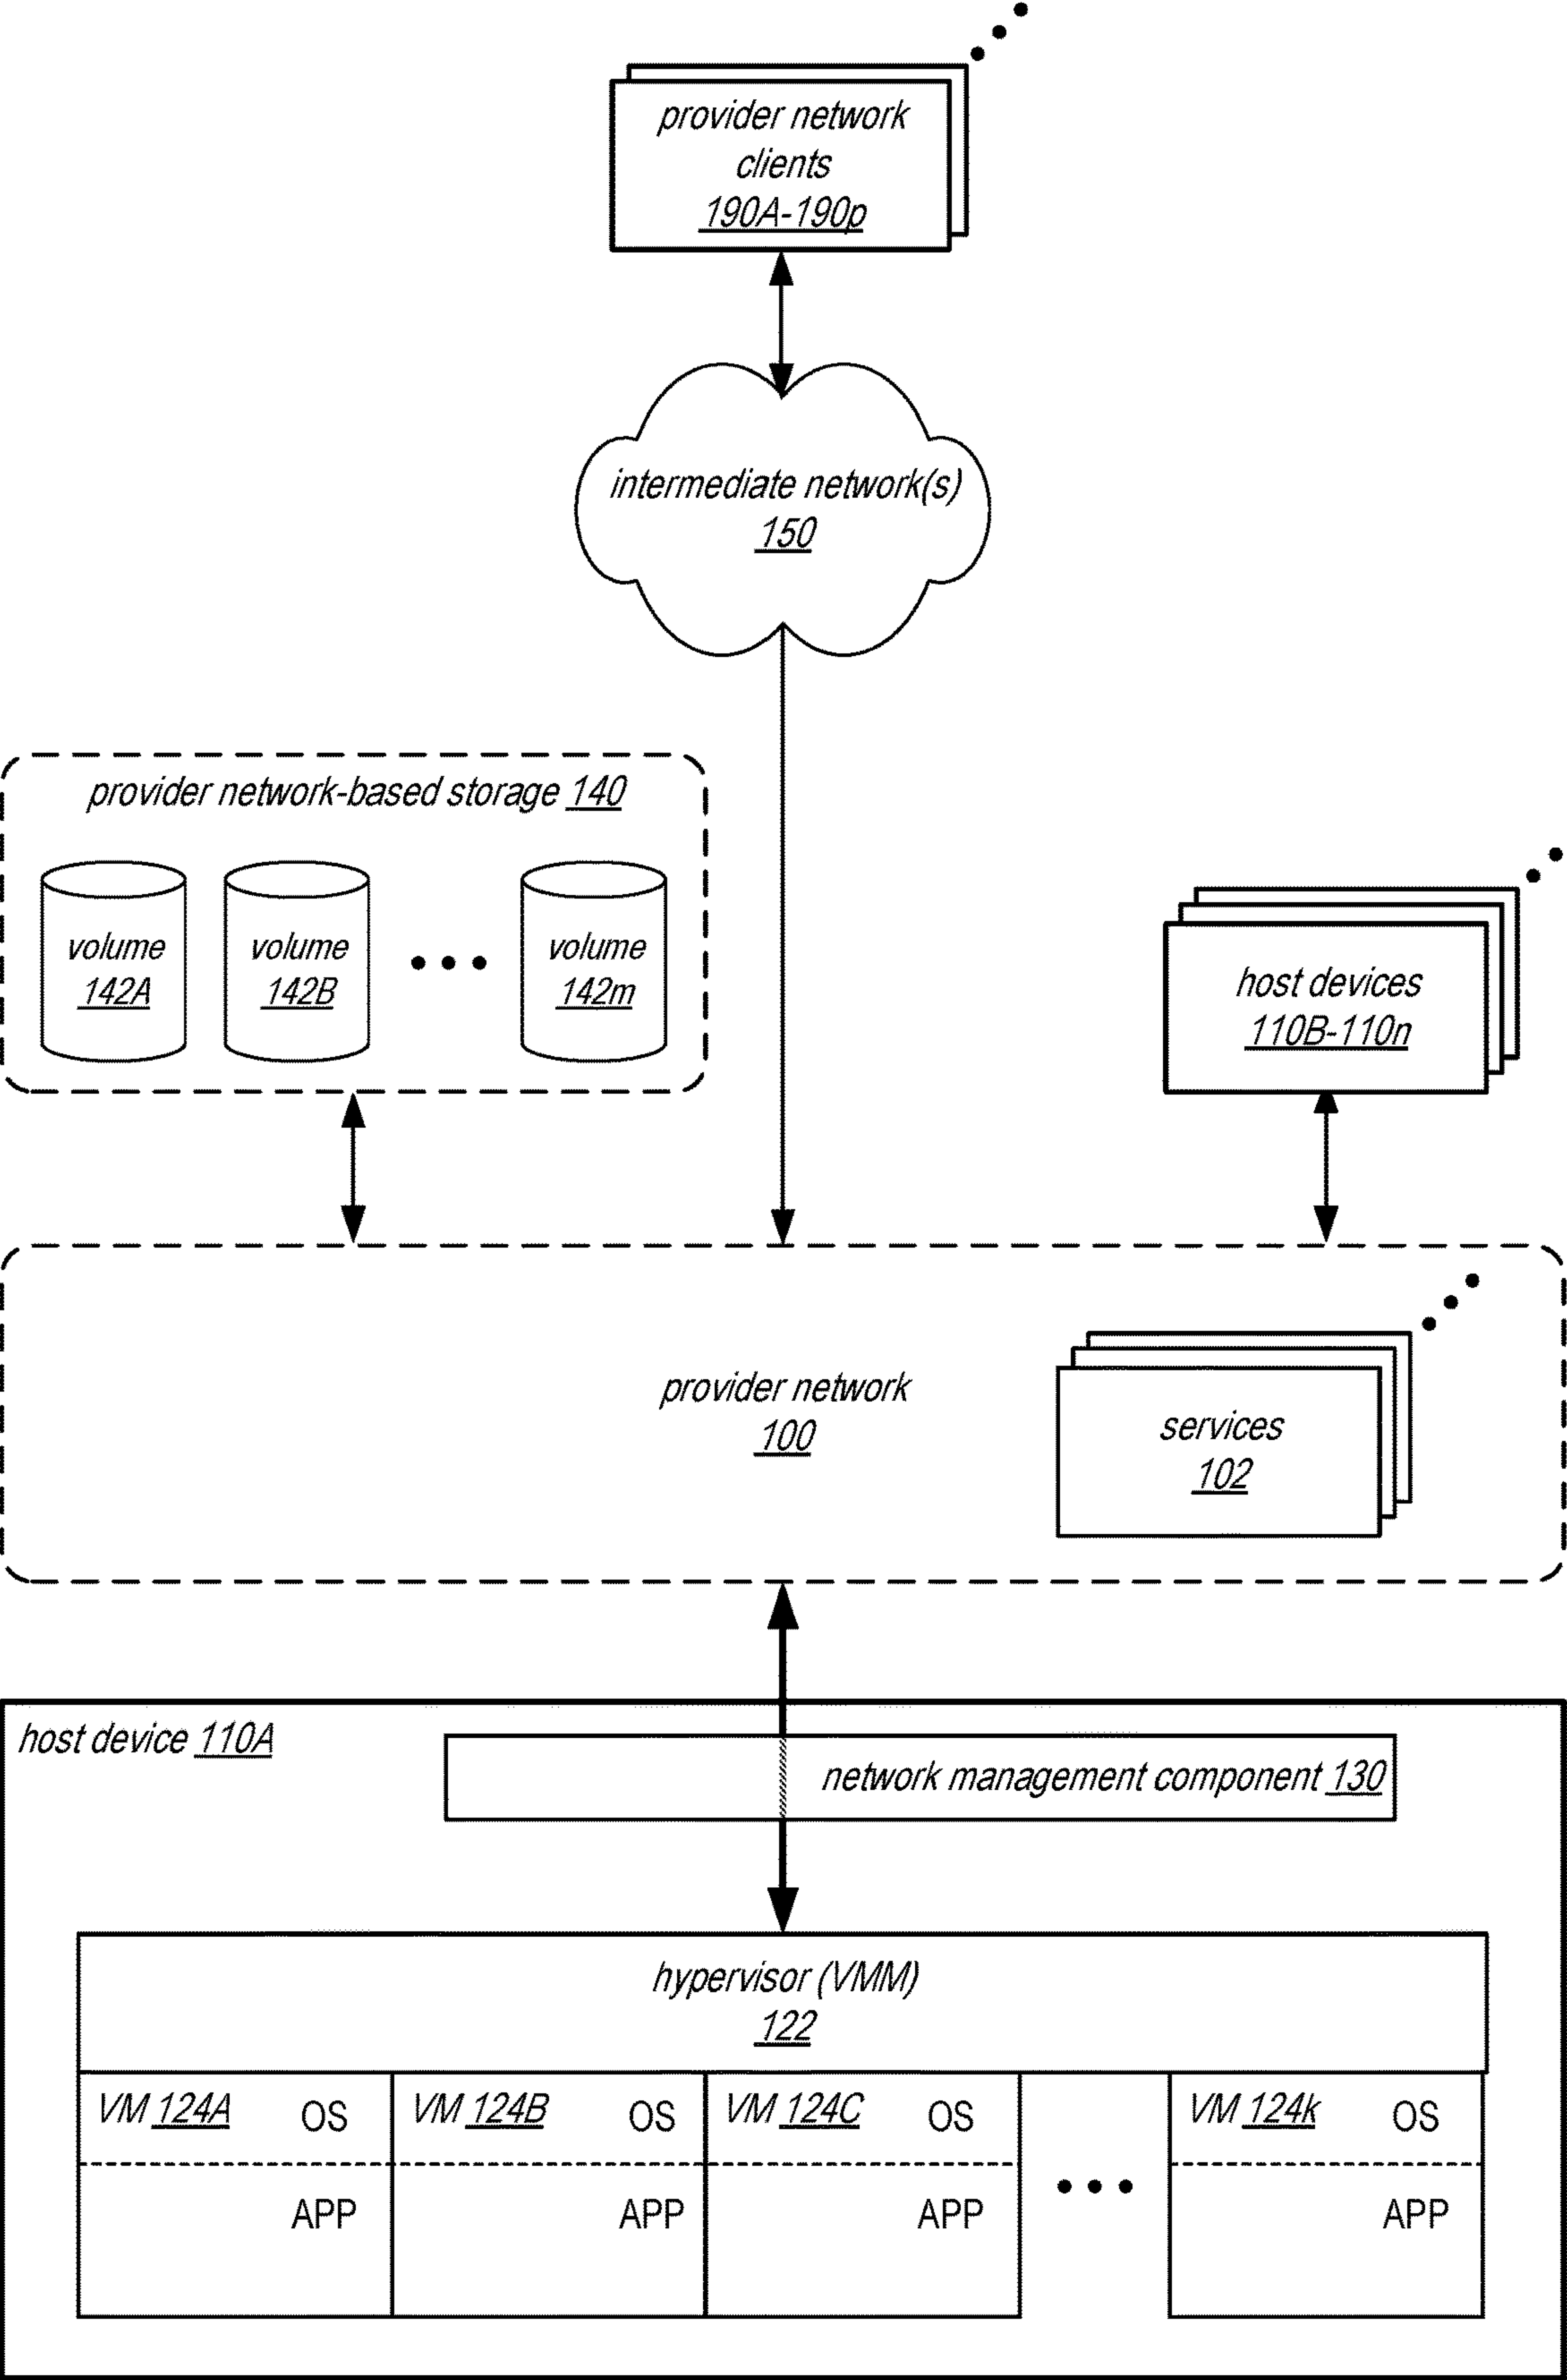 provider network
clients
190A-190p
intermediate network(s)
150
provider network-based storage 140
volume
142A
volume
142B
volume
142m
host devices
110B-110n
provider network
100
services
102
host device 110A
network management component 130
hypervisor (VMM)
122
VM 124A OS
APP
VM 124B OS
APP
VM 124C OS
APP
VM 124k OS
APP